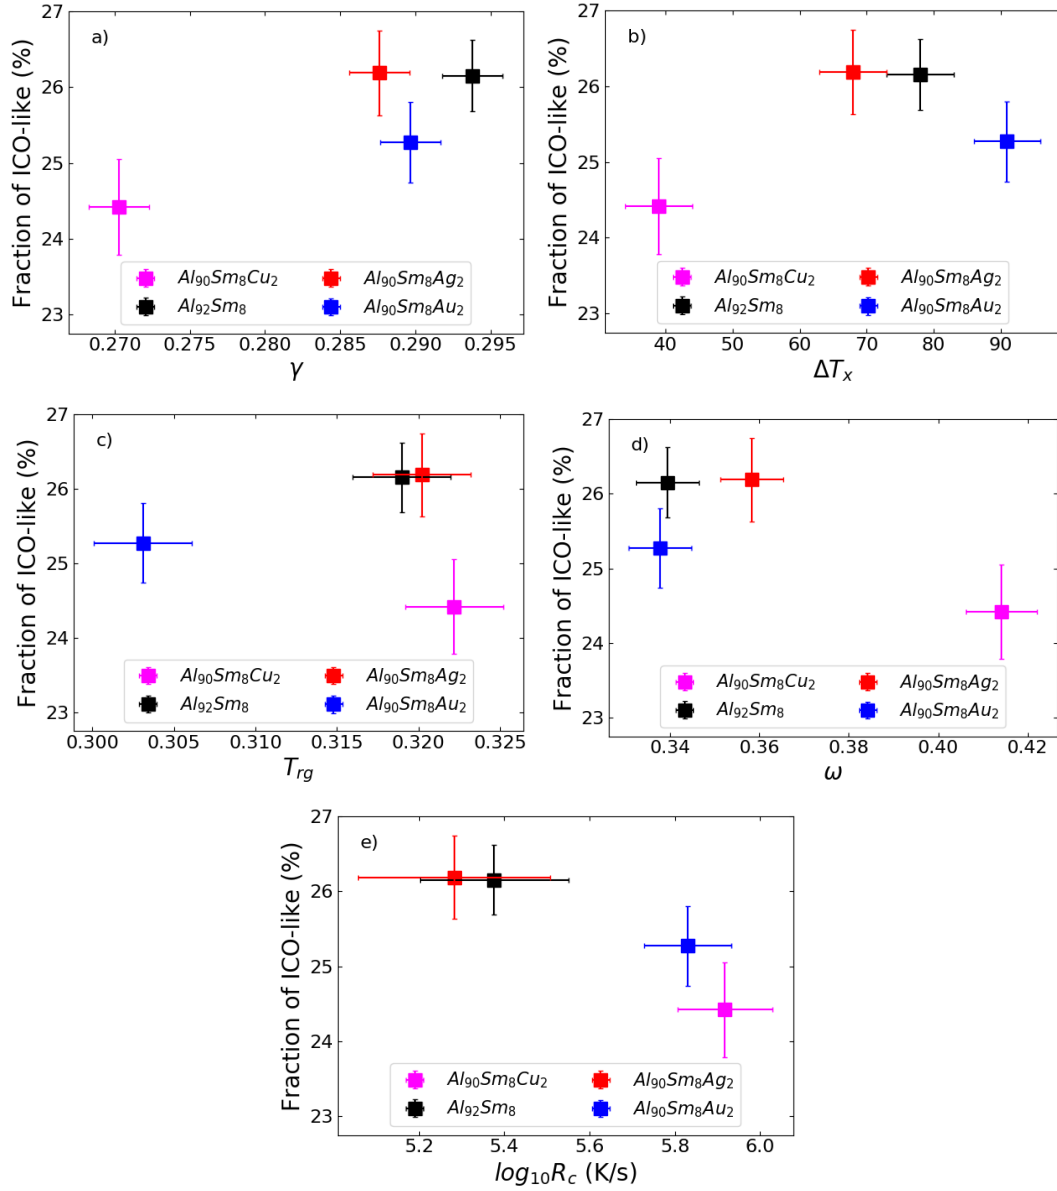 a)
Fraction of ICO-like (%)
27
26
25
24
23
Al₉₀Sm₈Cu₂ Al₉₀Sm₈Ag₂
Al₉₂Sm₈ Al₉₀Sm₈Au₂
0.270 0.275 0.280 0.285 0.290 0.295
γ
b)
Fraction of ICO-like (%)
27
26
25
24
23
Al₉₀Sm₈Cu₂ Al₉₀Sm₈Ag₂
Al₉₂Sm₈ Al₉₀Sm₈Au₂
40 50 60 70 80 90
ΔTₓ
c)
Fraction of ICO-like (%)
27
26
25
24
23
Al₉₀Sm₈Cu₂ Al₉₀Sm₈Ag₂
Al₉₂Sm₈ Al₉₀Sm₈Au₂
0.300 0.305 0.310 0.315 0.320 0.325
T_rg
d)
Fraction of ICO-like (%)
27
26
25
24
23
Al₉₀Sm₈Cu₂ Al₉₀Sm₈Ag₂
Al₉₂Sm₈ Al₉₀Sm₈Au₂
0.34 0.36 0.38 0.40 0.42
ω
e)
Fraction of ICO-like (%)
27
26
25
24
23
Al₉₀Sm₈Cu₂ Al₉₀Sm₈Ag₂
Al₉₂Sm₈ Al₉₀Sm₈Au₂
5.2 5.4 5.6 5.8 6.0
log₁₀R_c (K/s)